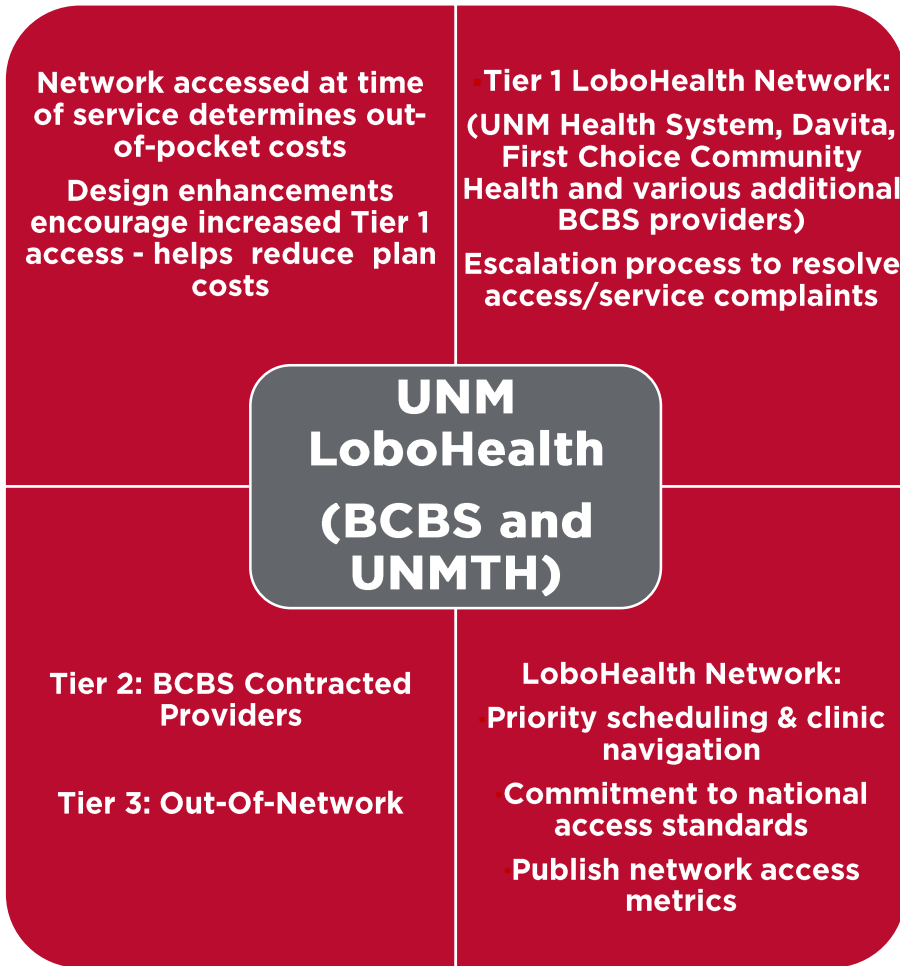 Network accessed at time
of service determines out-
of-pocket costs
Design enhancements
encourage increased Tier 1
access - helps reduce plan
costs
Tier 1 LoboHealth Network:
(UNM Health System, Davita,
First Choice Community
Health and various additional
BCBS providers)
Escalation process to resolve
access/service complaints
UNM
LoboHealth
(BCBS and
UNMTH)
Tier 2: BCBS Contracted
Providers
Tier 3: Out-Of-Network
LoboHealth Network:
Priority scheduling & clinic
navigation
Commitment to national
access standards
Publish network access
metrics